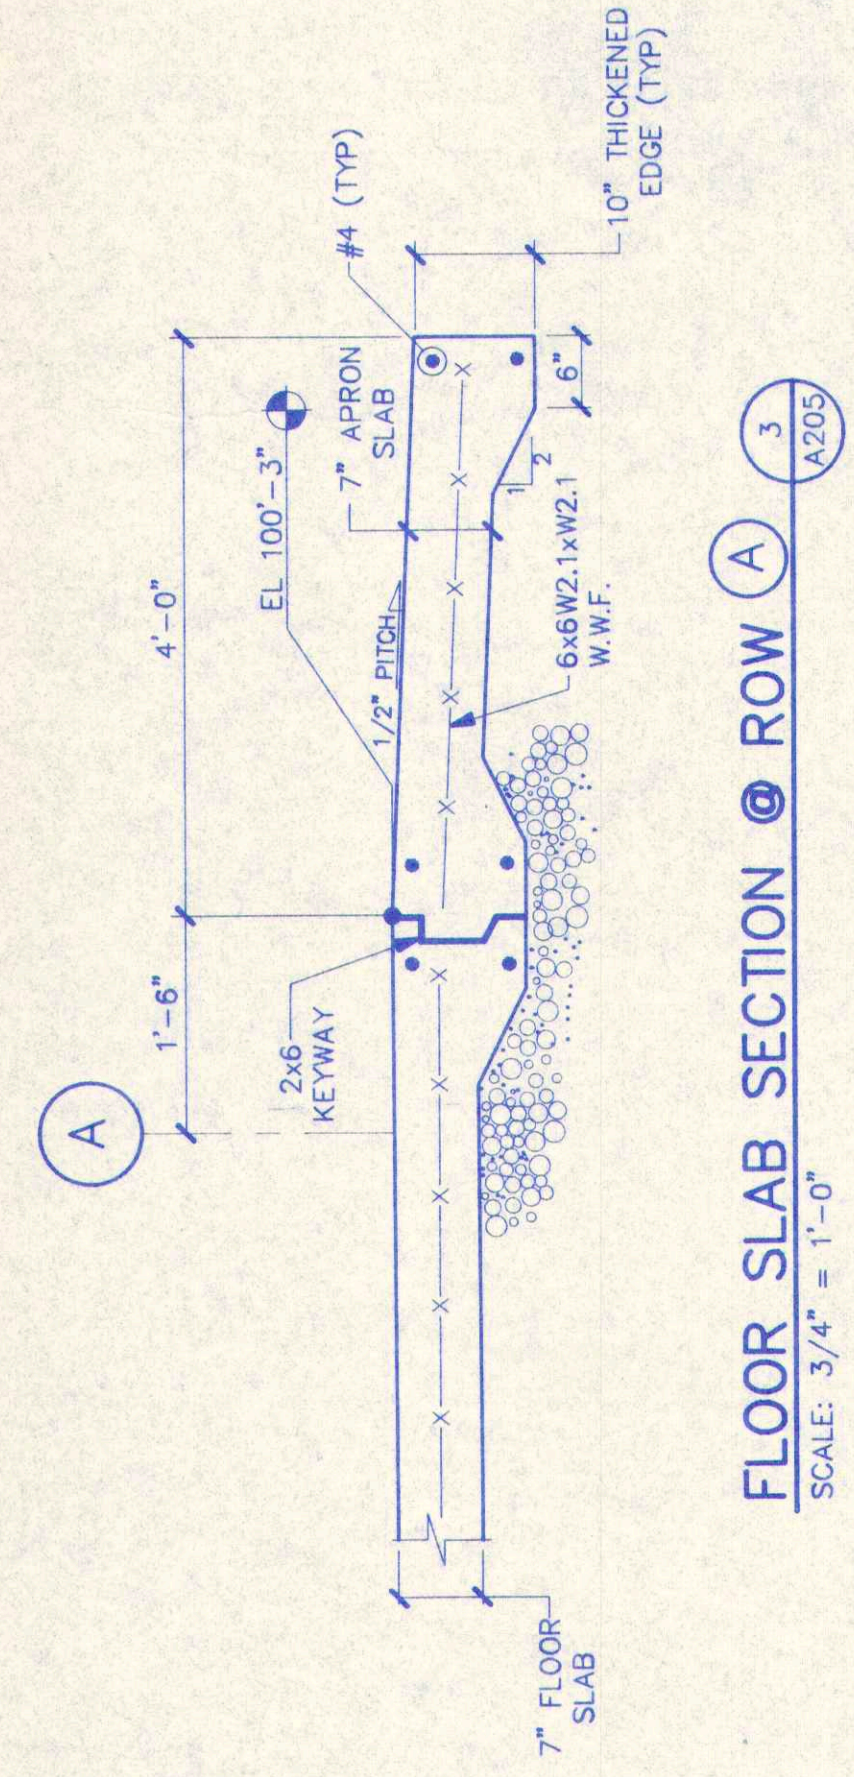 A
1'-6"
4'-0"
2x6
KEYWAY
EL 100'-3"
1/2" PITCH
7" APRON
SLAB
#4 (TYP)
7" FLOOR
SLAB
6x6W2.1xW2.1
W.W.F.
1
2
6"
10" THICKENED
EDGE (TYP)
FLOOR SLAB SECTION @ ROW A
3
A205
SCALE: 3/4" = 1'-0"